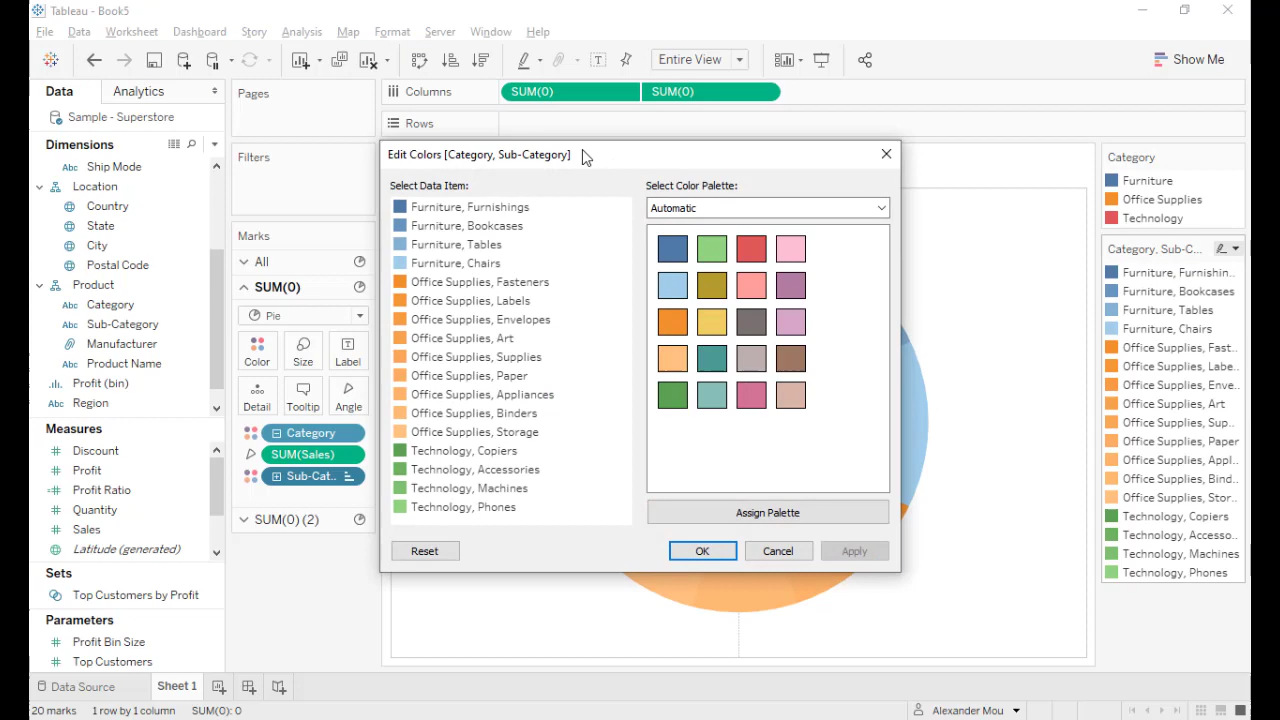 Tableau - Book5
File Data Worksheet Dashboard Story Analysis Map Format Server Window Help
Entire View
Show Me
Data Analytics
Sample - Superstore
Dimensions
Abc Ship Mode
Location
Country
State
City
Postal Code
Product
Abc Category
Abc Sub-Category
Manufacturer
Abc Product Name
Profit (bin)
Abc Region
Measures
Discount
Profit
Profit Ratio
Quantity
Sales
Latitude (generated)
Sets
Top Customers by Profit
Parameters
Profit Bin Size
Top Customers
Pages
Filters
Marks
All
SUM(0)
Pie
Color Size Label
Detail Tooltip Angle
Category
SUM(Sales)
Sub-Cat..
SUM(0) (2)
Columns SUM(0) SUM(0)
Rows
Edit Colors [Category, Sub-Category]
Select Data Item:
Furniture, Furnishings
Furniture, Bookcases
Furniture, Tables
Furniture, Chairs
Office Supplies, Fasteners
Office Supplies, Labels
Office Supplies, Envelopes
Office Supplies, Art
Office Supplies, Supplies
Office Supplies, Paper
Office Supplies, Appliances
Office Supplies, Binders
Office Supplies, Storage
Technology, Copiers
Technology, Accessories
Technology, Machines
Technology, Phones
Select Color Palette:
Automatic
Assign Palette
Reset OK Cancel Apply
Category
Furniture
Office Supplies
Technology
Category, Sub-C...
Furniture, Furnishin..
Furniture, Bookcases
Furniture, Tables
Furniture, Chairs
Office Supplies, Fast..
Office Supplies, Labe..
Office Supplies, Enve..
Office Supplies, Art
Office Supplies, Sup..
Office Supplies, Paper
Office Supplies, Appl..
Office Supplies, Bind..
Office Supplies, Stor..
Technology, Copiers
Technology, Accesso..
Technology, Machines
Technology, Phones
Data Source Sheet 1
20 marks 1 row by 1 column SUM(0): 0
Alexander Mou